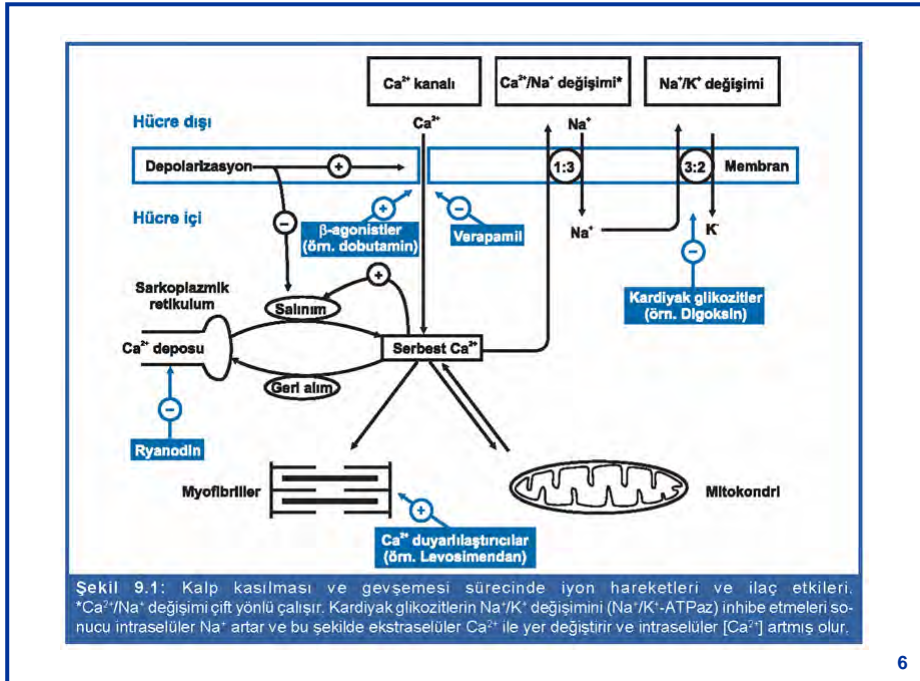 Ca²⁺ kanalı
Ca²⁺/Na⁺ değişimi*
Na⁺/K⁺ değişimi
Hücre dışı
Ca²⁺
Na⁺
Depolarizasyon
+
1:3
3:2
Membran
Hücre içi
−
+
β-agonistler
(örn. dobutamin)
−
Verapamil
Na⁺
K⁺
−
Kardiyak glikozitler
(örn. Digoksin)
Sarkoplazmik
retikulum
Salınım
+
Ca²⁺ deposu
Serbest Ca²⁺
Geri alım
−
Ryanodin
Myofibriller
Mitokondri
+
Ca²⁺ duyarlılaştırıcılar
(örn. Levosimendan)
Şekil 9.1: Kalp kasılması ve gevşemesi sürecinde iyon hareketleri ve ilaç etkileri.
*Ca²⁺/Na⁺ değişimi çift yönlü çalışır. Kardiyak glikozitlerin Na⁺/K⁺ değişimini (Na⁺/K⁺-ATPaz) inhibe etmeleri so-
nucu intraselüler Na⁺ artar ve bu şekilde ekstraselüler Ca²⁺ ile yer değiştirir ve intraselüler [Ca²⁺] artmış olur.
6